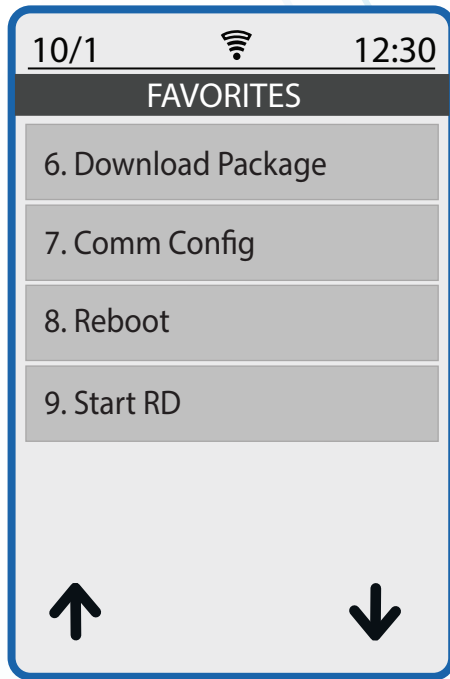 10/1 12:30
FAVORITES
6. Download Package
7. Comm Config
8. Reboot
9. Start RD